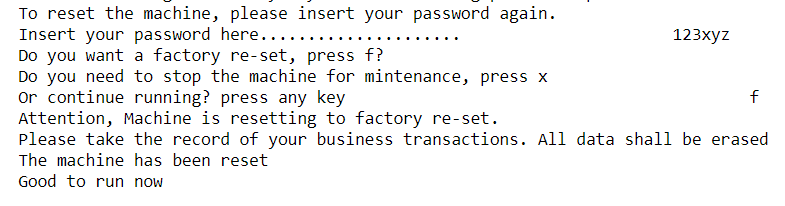 To reset the machine, please insert your password again.
Insert your password here..................... 123xyz
Do you want a factory re-set, press f?
Do you need to stop the machine for mintenance, press x
Or continue running? press any key f
Attention, Machine is resetting to factory re-set.
Please take the record of your business transactions. All data shall be erased
The machine has been reset
Good to run now